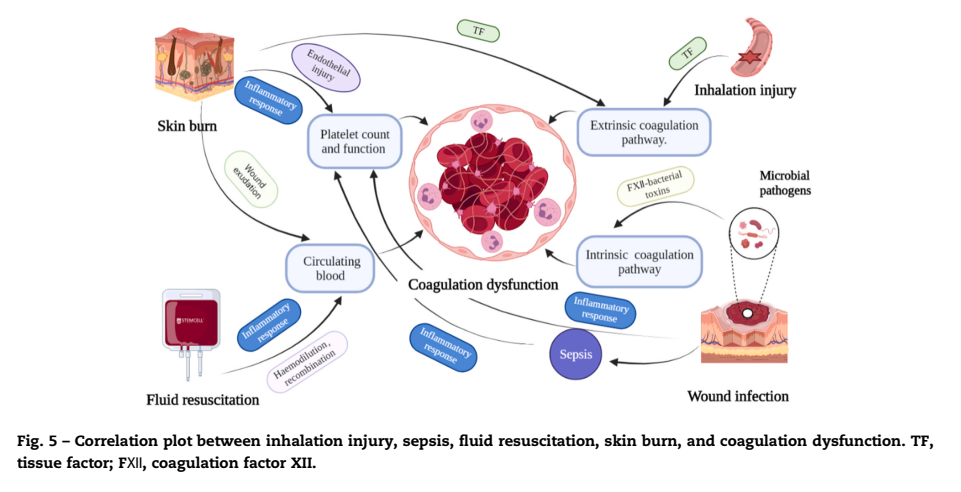 TF
TF
Endothelial
injury
Inflammatory
response
Inhalation injury
Skin burn
Platelet count
and function
Extrinsic coagulation
pathway.
Wound
exudation
FXII-bacterial
toxins
Microbial
pathogens
Circulating
blood
Intrinsic coagulation
pathway
Coagulation dysfunction
STEMCELL
Inflammatory
response
Inflammatory
response
Inflammatory
response
Sepsis
Haemodilution,
recombination
Fluid resuscitation
Wound infection
Fig. 5 – Correlation plot between inhalation injury, sepsis, fluid resuscitation, skin burn, and coagulation dysfunction. TF,
tissue factor; FXII, coagulation factor XII.